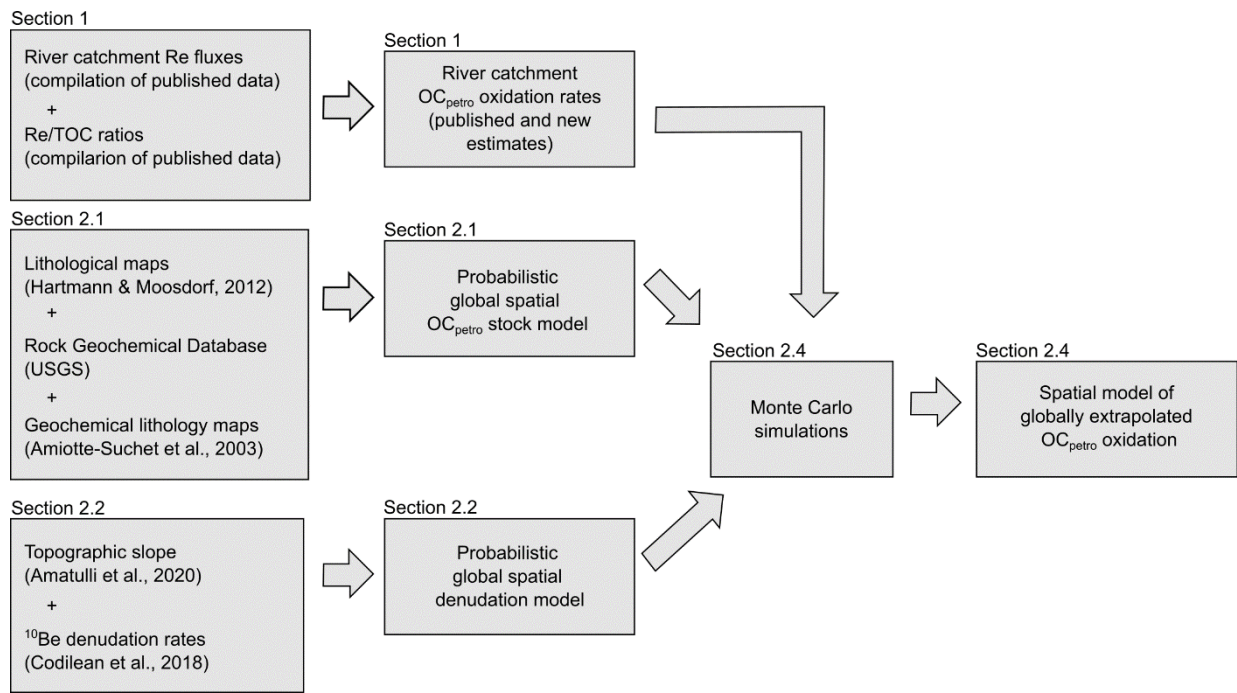 Section 1
River catchment Re fluxes
(compilation of published data)
+
Re/TOC ratios
(compilarion of published data)
Section 1
River catchment
OCpetro oxidation rates
(published and new
estimates)
Section 2.1
Lithological maps
(Hartmann & Moosdorf, 2012)
+
Rock Geochemical Database
(USGS)
+
Geochemical lithology maps
(Amiotte-Suchet et al., 2003)
Section 2.1
Probabilistic
global spatial
OCpetro stock model
Section 2.2
Topographic slope
(Amatulli et al., 2020)
+
10Be denudation rates
(Codilean et al., 2018)
Section 2.2
Probabilistic
global spatial
denudation model
Section 2.4
Monte Carlo
simulations
Section 2.4
Spatial model of
globally extrapolated
OCpetro oxidation